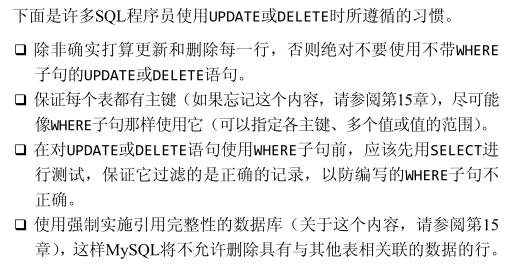 下面是许多SQL程序员使用UPDATE或DELETE时所遵循的习惯。
❑ 除非确实打算更新和删除每一行，否则绝对不要使用不带WHERE
子句的UPDATE或DELETE语句。
❑ 保证每个表都有主键（如果忘记这个内容，请参阅第15章），尽可能
像WHERE子句那样使用它（可以指定各主键、多个值或值的范围）。
❑ 在对UPDATE或DELETE语句使用WHERE子句前，应该先用SELECT进
行测试，保证它过滤的是正确的记录，以防编写的WHERE子句不
正确。
❑ 使用强制实施引用完整性的数据库（关于这个内容，请参阅第15
章），这样MySQL将不允许删除具有与其他表相关联的数据的行。